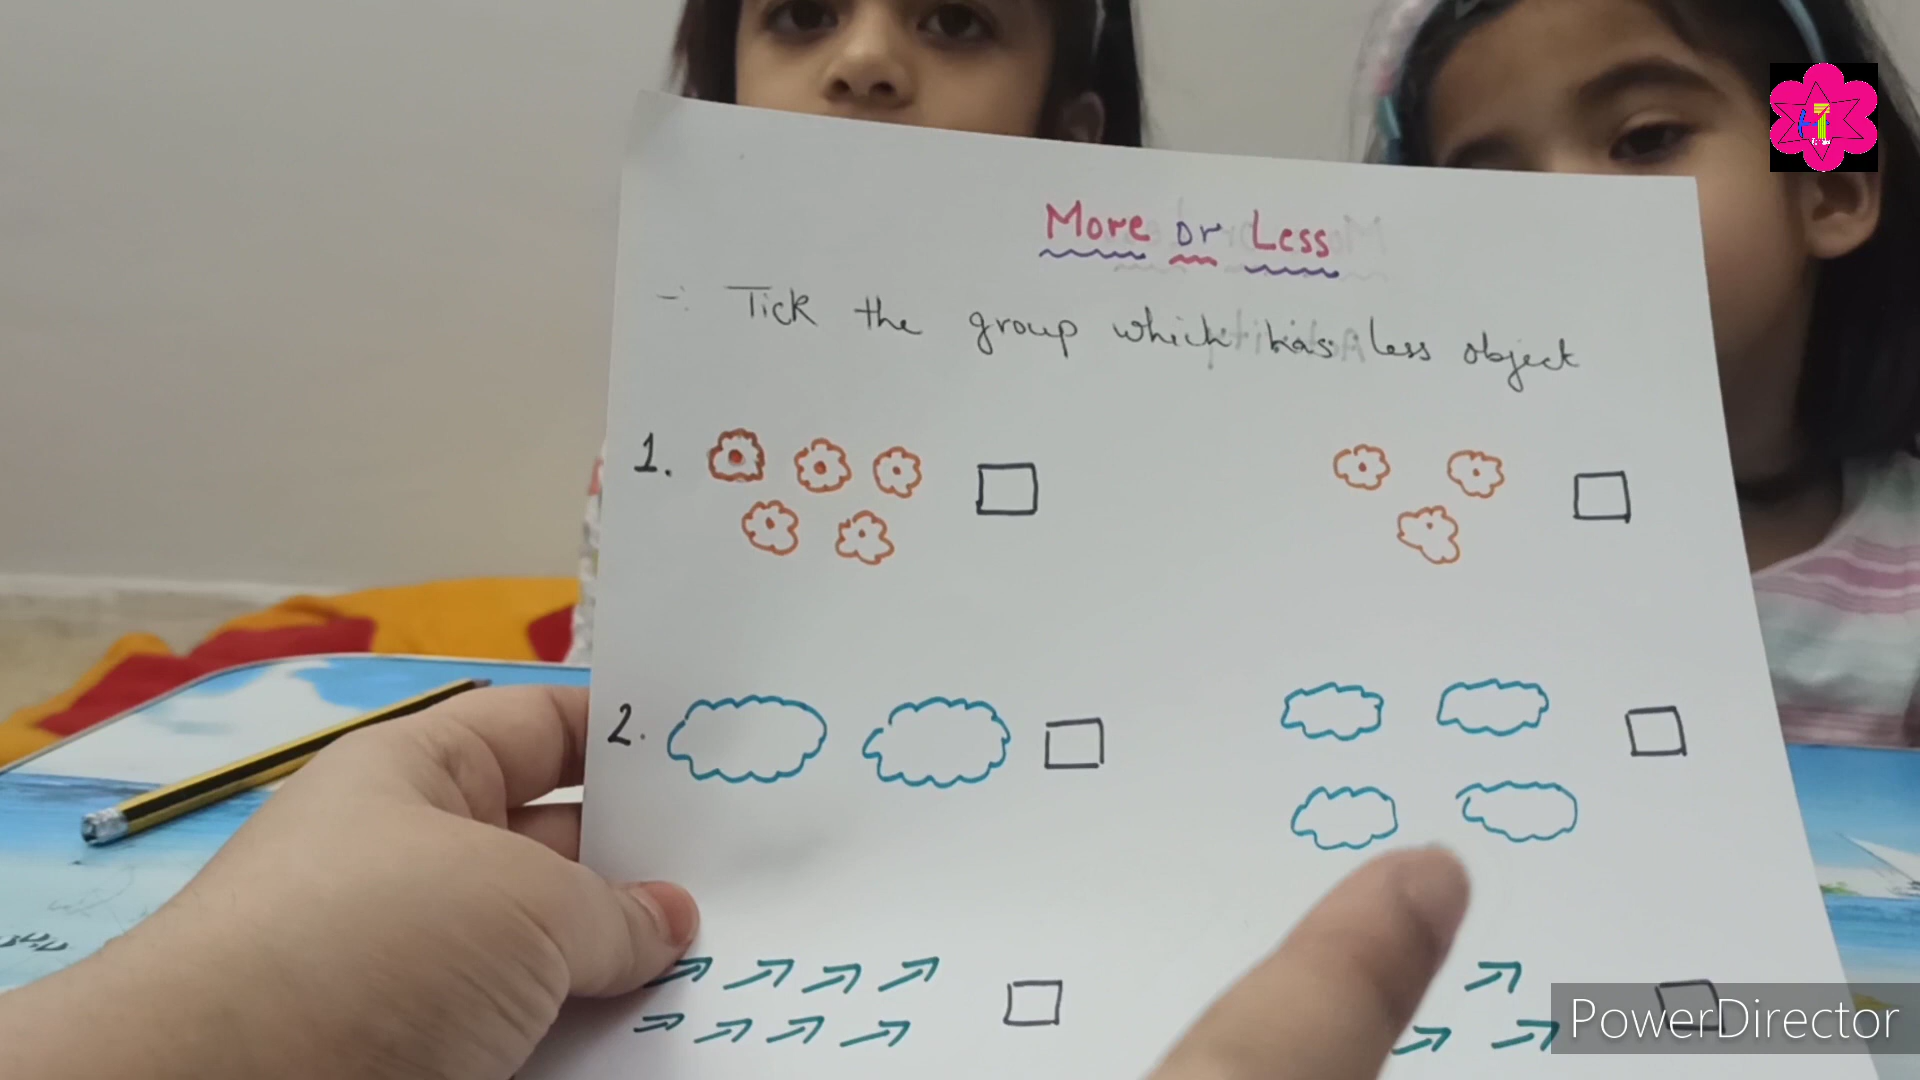 More or Less
-: Tick the group which has less object
1.
2.
PowerDirector